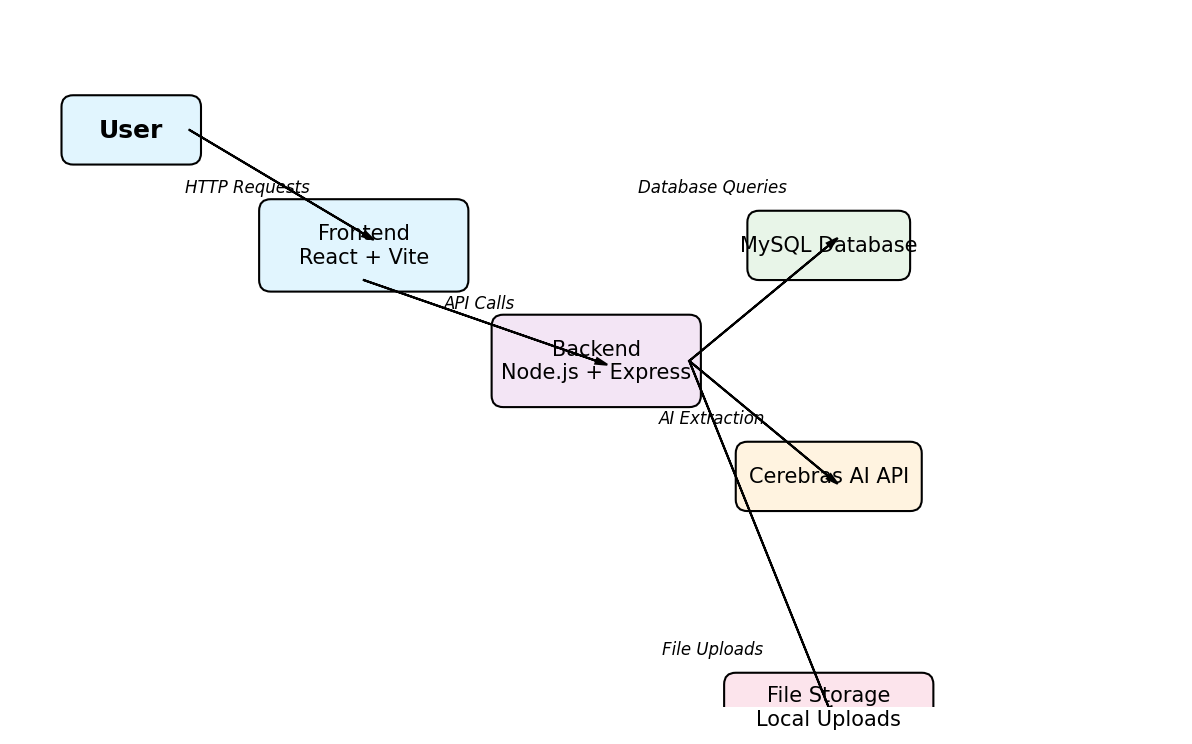 User
HTTP Requests
Frontend
React + Vite
API Calls
Backend
Node.js + Express
Database Queries
MySQL Database
AI Extraction
Cerebras AI API
File Uploads
File Storage
Local Uploads